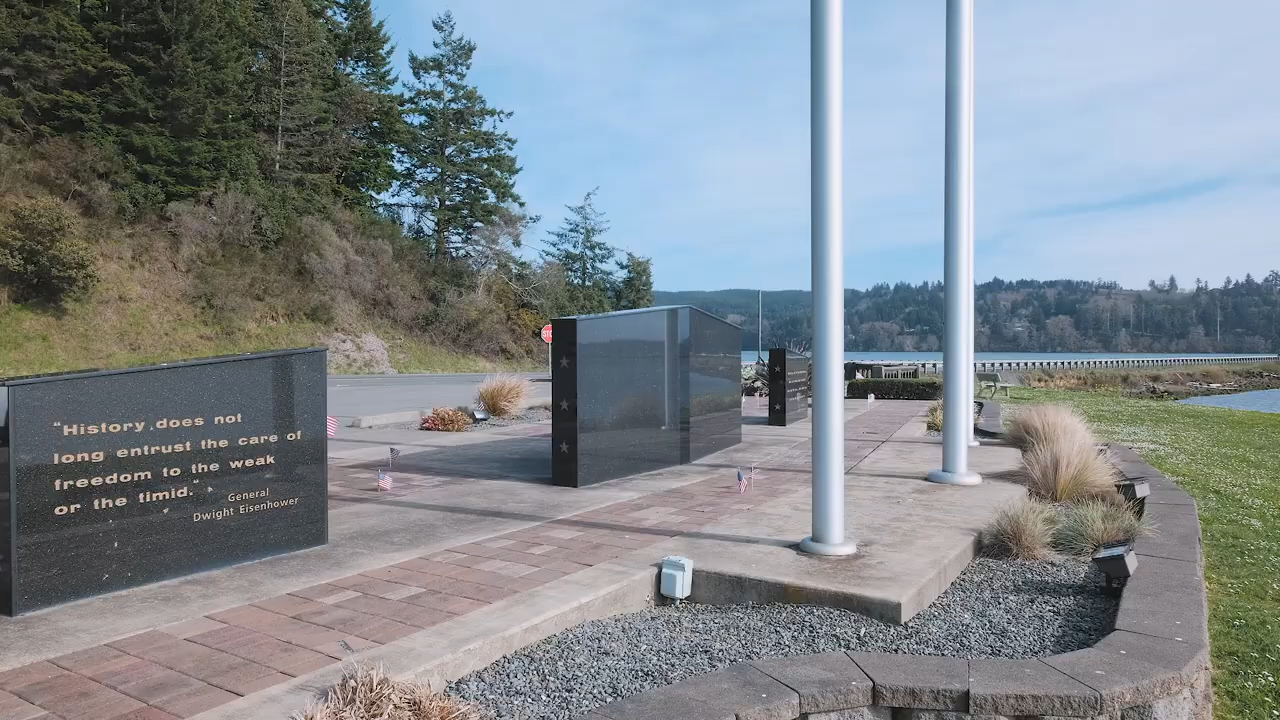 “History does not
long entrust the care of
freedom to the weak
or the timid.“
General
Dwight Eisenhower